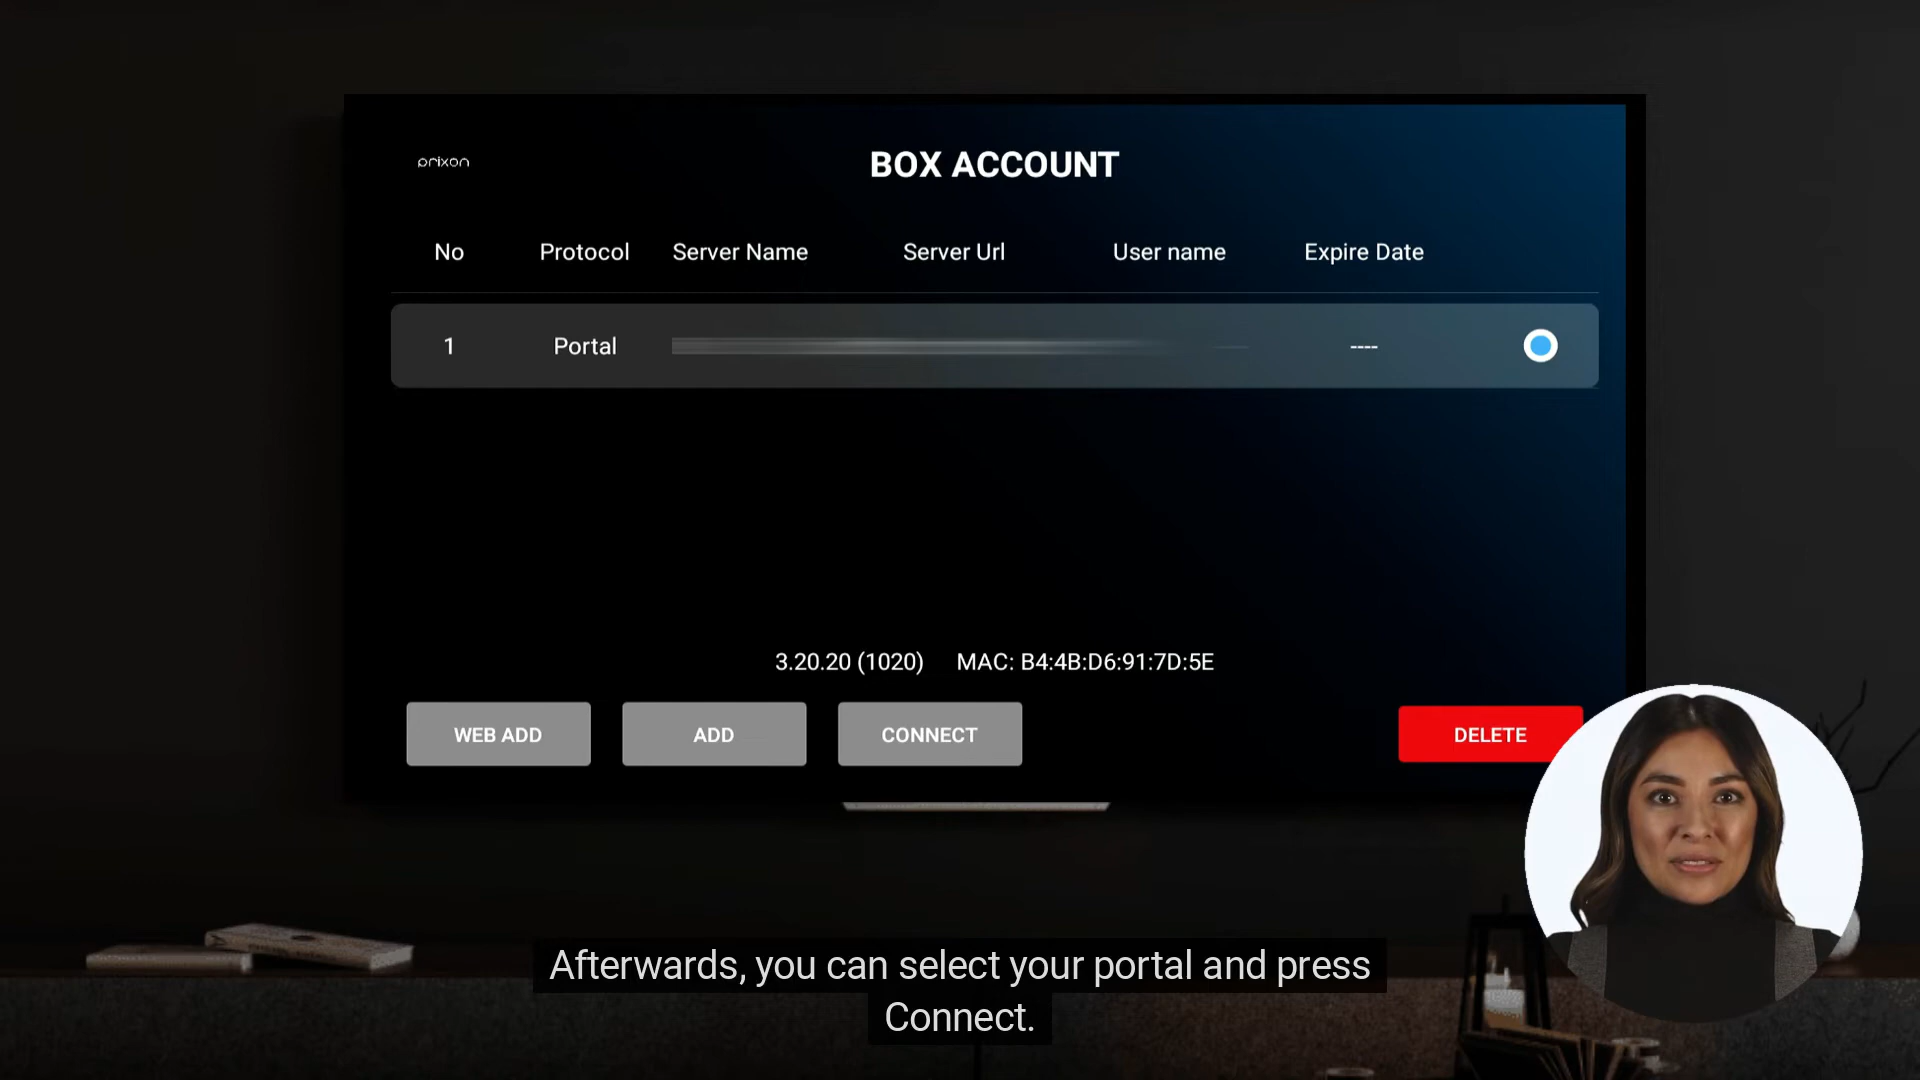 prixon
BOX ACCOUNT
No Protocol Server Name Server Url User name Expire Date
1 Portal ----
3.20.20 (1020) MAC: B4:4B:D6:91:7D:5E
WEB ADD ADD CONNECT DELETE
Afterwards, you can select your portal and press
Connect.